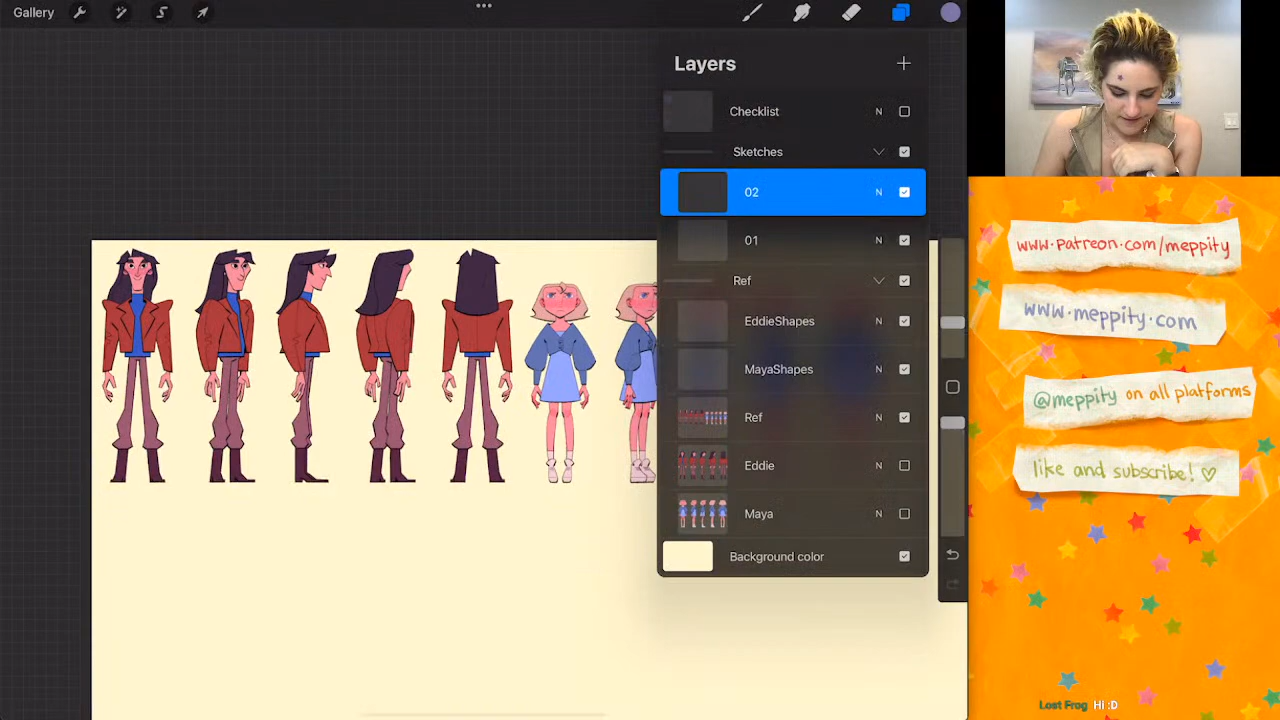 Gallery
Layers
Checklist N
Sketches
02 N
01 N
Ref
EddieShapes N
MayaShapes N
Ref N
Eddie N
Maya N
Background color
www.patreon.com/meppity
www.meppity.com
@meppity on all platforms
like and subscribe! ♡
Lost Frog Hi :D